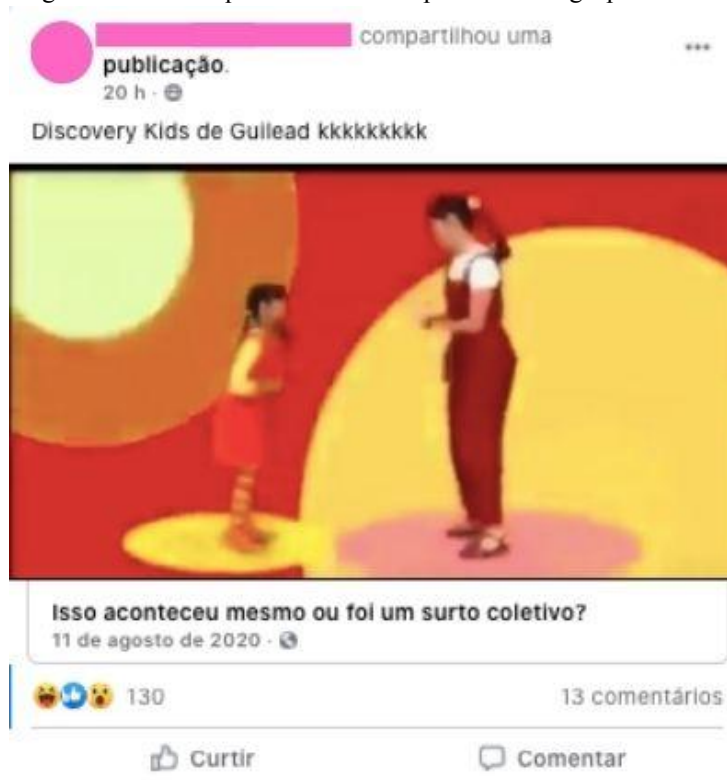 compartilhou uma
publicação.
20 h ·
Discovery Kids de Guilead kkkkkkkkk
Isso aconteceu mesmo ou foi um surto coletivo?
11 de agosto de 2020 ·
130
13 comentários
Curtir
Comentar